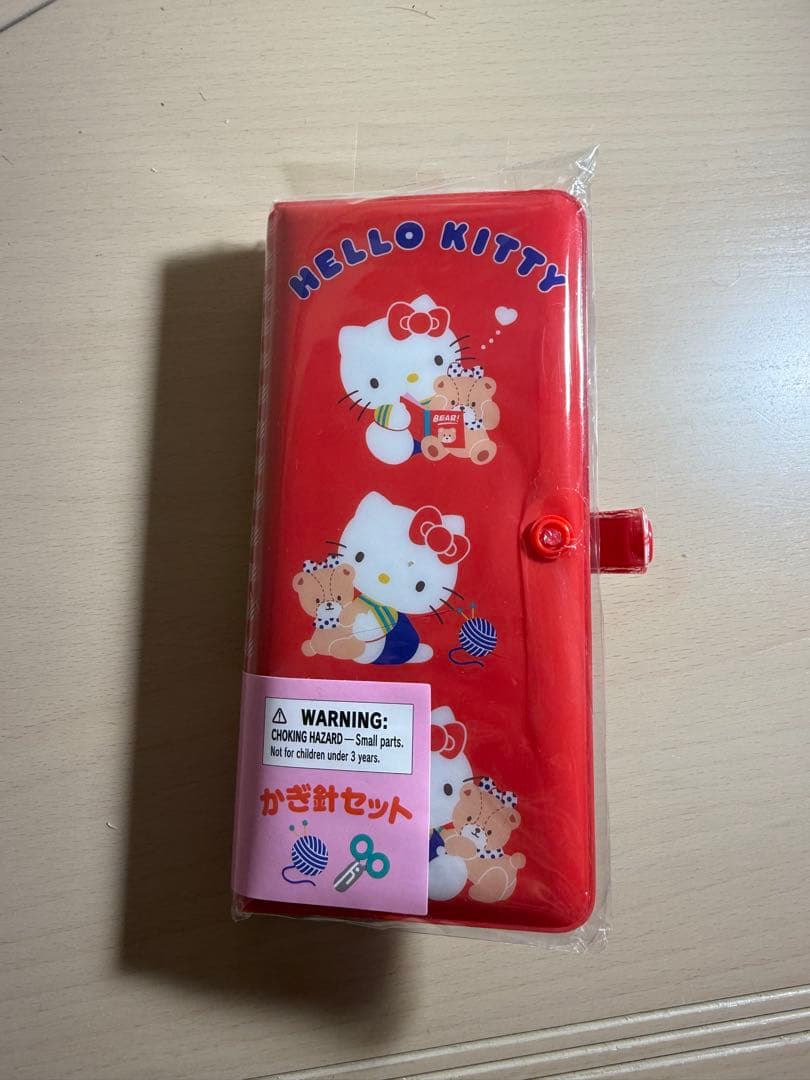 HELLO KITTY
BEAR!
⚠ WARNING:
CHOKING HAZARD—Small parts.
Not for children under 3 years.
かぎ針セット